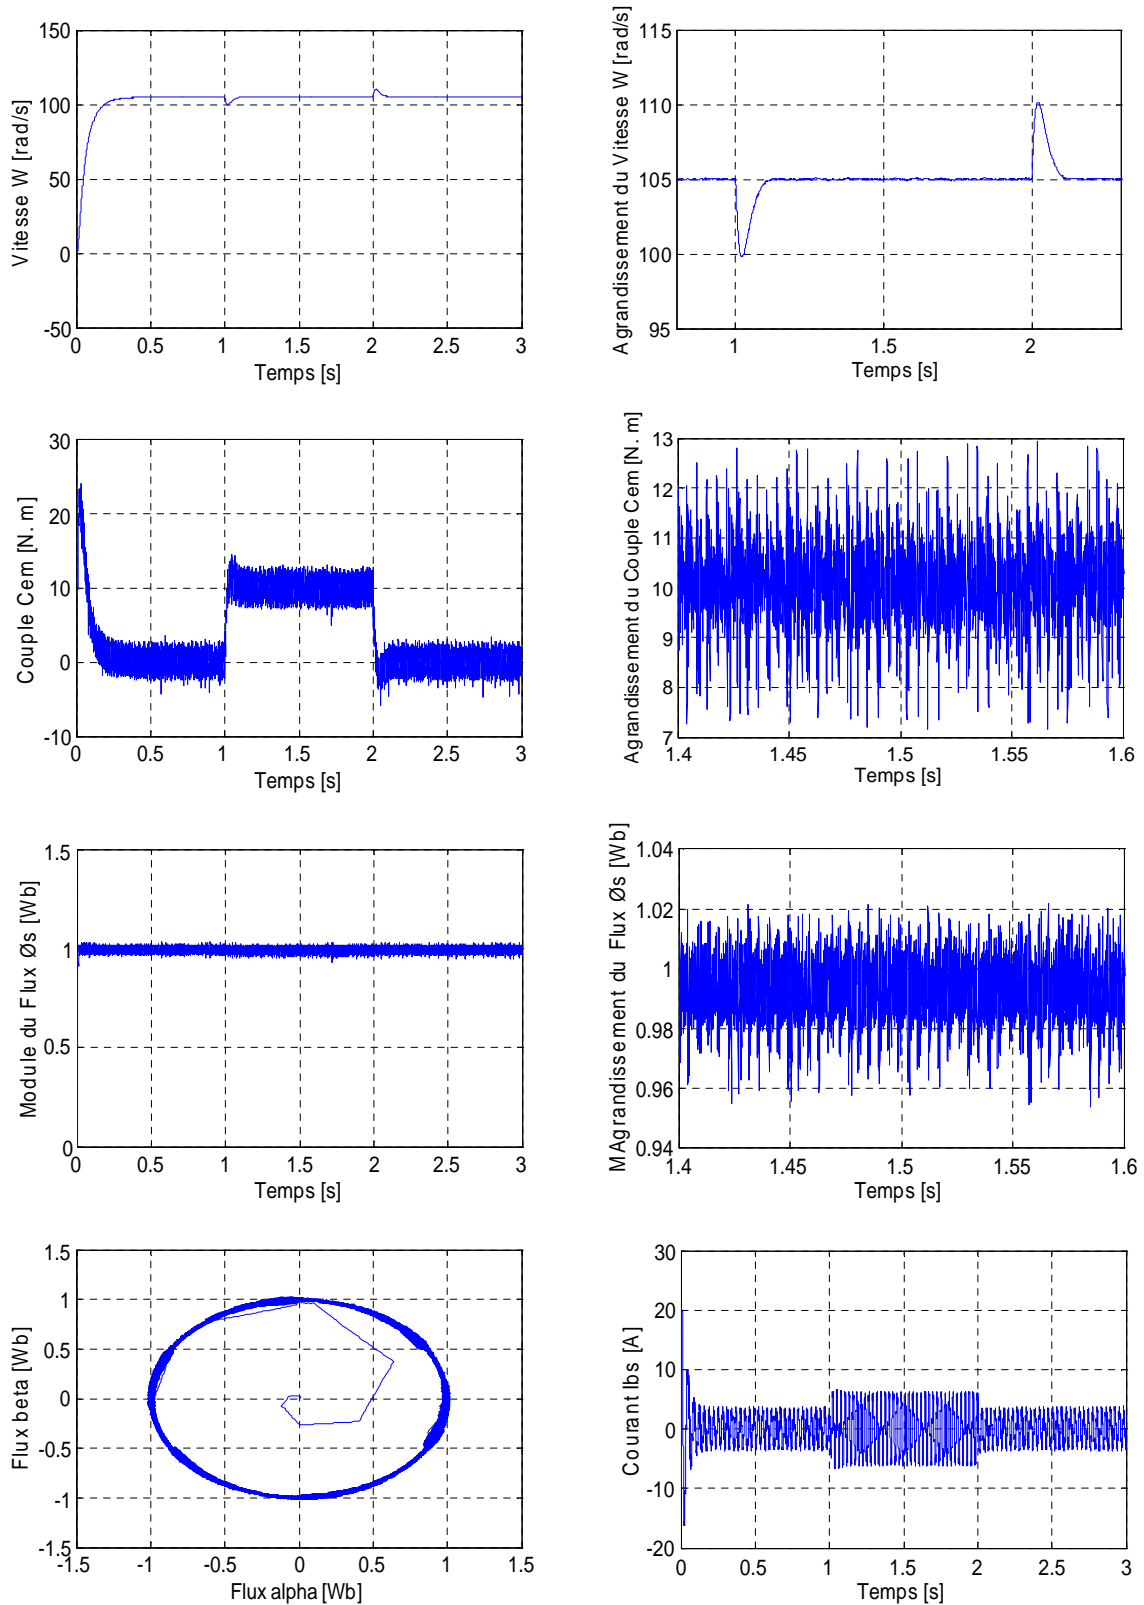 150
100
50
0
-50
0 0.5 1 1.5 2 2.5 3
Vitesse W [rad/s]
Temps [s]
115
110
105
100
95
1 1.5 2
Agrandissement du Vitesse W [rad/s]
Temps [s]
30
20
10
0
-10
0 0.5 1 1.5 2 2.5 3
Couple Cem [N. m]
Temps [s]
13
12
11
10
9
8
7
1.4 1.45 1.5 1.55 1.6
Agrandissement du Couple Cem [N. m]
Temps [s]
1.5
1
0.5
0
0 0.5 1 1.5 2 2.5 3
Module du Flux Øs [Wb]
Temps [s]
1.04
1.02
1
0.98
0.96
0.94
1.4 1.45 1.5 1.55 1.6
MAgrandissement du Flux Øs [Wb]
Temps [s]
1.5
1
0.5
0
-0.5
-1
-1.5
-1.5 -1 -0.5 0 0.5 1 1.5
Flux beta [Wb]
Flux alpha [Wb]
30
20
10
0
-10
-20
0 0.5 1 1.5 2 2.5 3
Courant Ibs [A]
Temps [s]